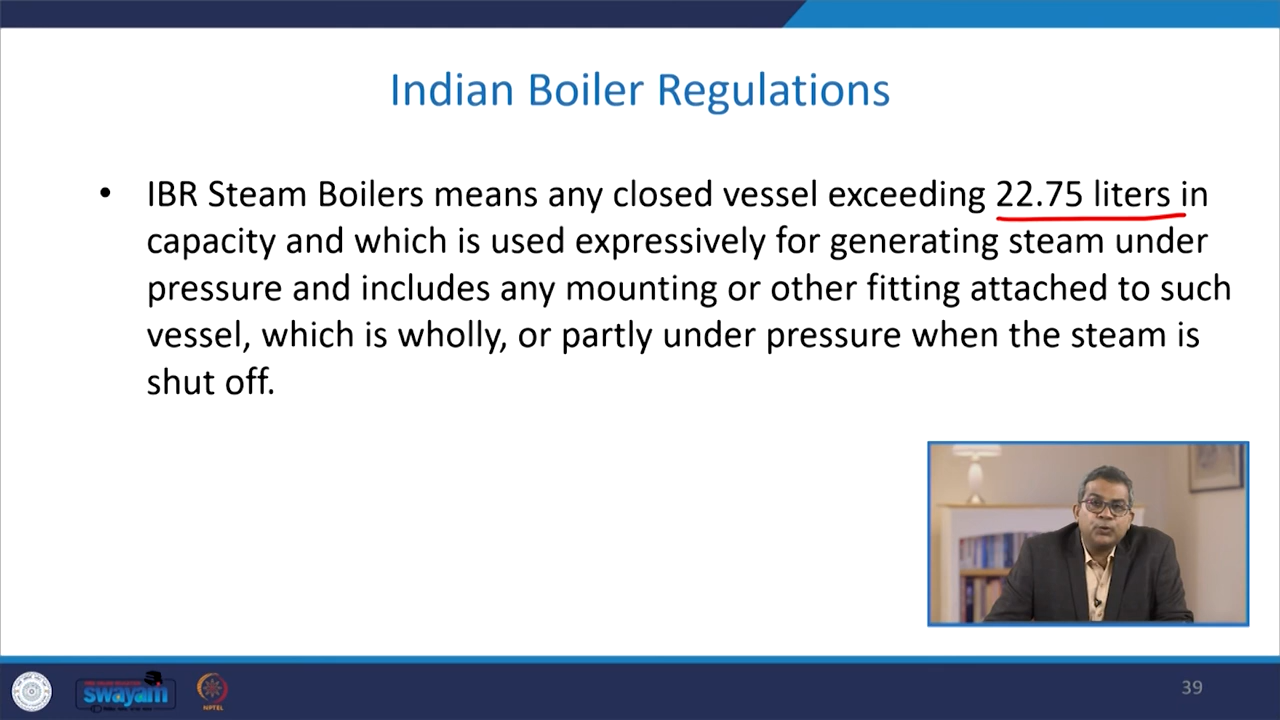 Indian Boiler Regulations
• IBR Steam Boilers means any closed vessel exceeding 22.75 liters in
capacity and which is used expressively for generating steam under
pressure and includes any mounting or other fitting attached to such
vessel, which is wholly, or partly under pressure when the steam is
shut off.
swayam
NPTEL
39